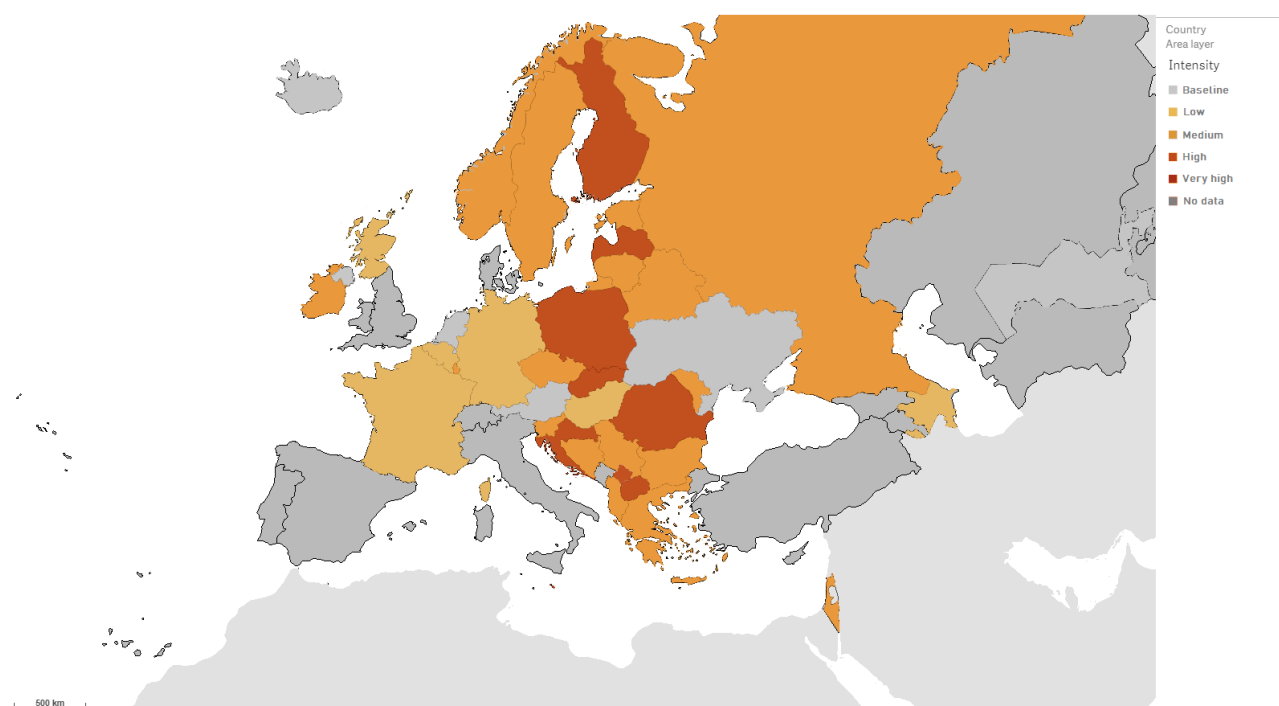 Country
Area layer
Intensity
Baseline
Low
Medium
High
Very high
No data
500 km